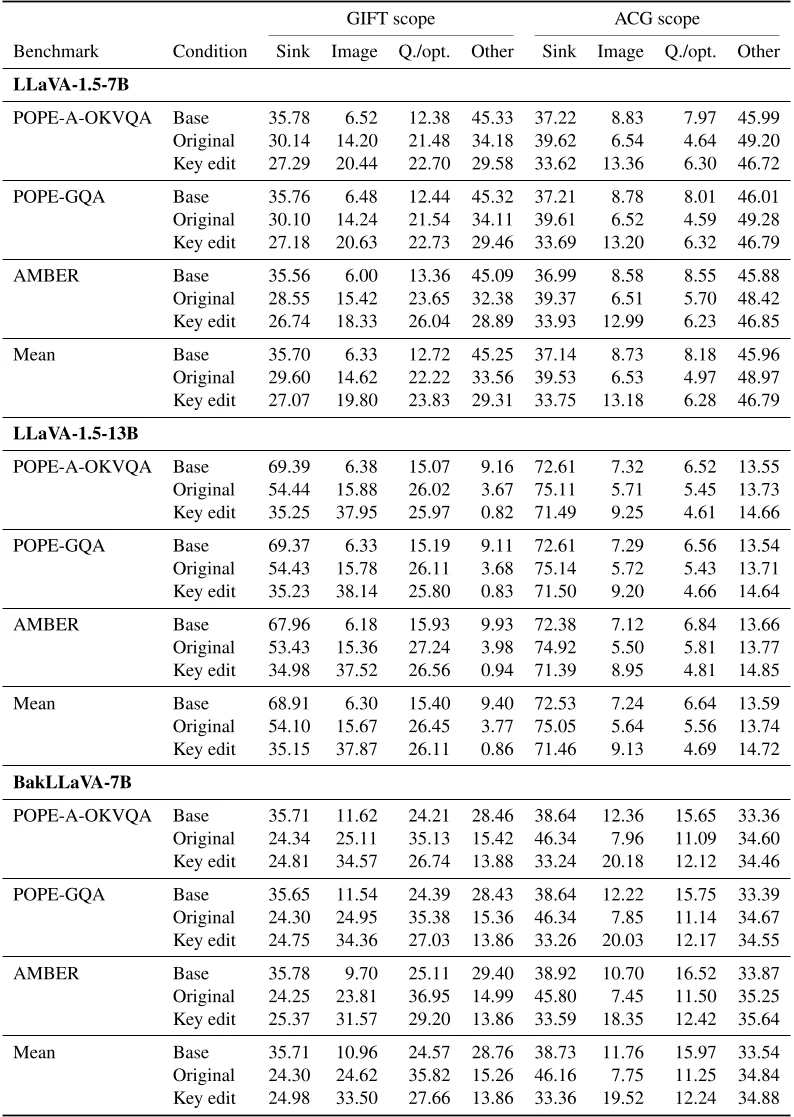 GIFT scope ACG scope
Benchmark Condition Sink Image Q./opt. Other Sink Image Q./opt. Other
LLaVA-1.5-7B
POPE-A-OKVQA Base 35.78 6.52 12.38 45.33 37.22 8.83 7.97 45.99
Original 30.14 14.20 21.48 34.18 39.62 6.54 4.64 49.20
Key edit 27.29 20.44 22.70 29.58 33.62 13.36 6.30 46.72
POPE-GQA Base 35.76 6.48 12.44 45.32 37.21 8.78 8.01 46.01
Original 30.10 14.24 21.54 34.11 39.61 6.52 4.59 49.28
Key edit 27.18 20.63 22.73 29.46 33.69 13.20 6.32 46.79
AMBER Base 35.56 6.00 13.36 45.09 36.99 8.58 8.55 45.88
Original 28.55 15.42 23.65 32.38 39.37 6.51 5.70 48.42
Key edit 26.74 18.33 26.04 28.89 33.93 12.99 6.23 46.85
Mean Base 35.70 6.33 12.72 45.25 37.14 8.73 8.18 45.96
Original 29.60 14.62 22.22 33.56 39.53 6.53 4.97 48.97
Key edit 27.07 19.80 23.83 29.31 33.75 13.18 6.28 46.79
LLaVA-1.5-13B
POPE-A-OKVQA Base 69.39 6.38 15.07 9.16 72.61 7.32 6.52 13.55
Original 54.44 15.88 26.02 3.67 75.11 5.71 5.45 13.73
Key edit 35.25 37.95 25.97 0.82 71.49 9.25 4.61 14.66
POPE-GQA Base 69.37 6.33 15.19 9.11 72.61 7.29 6.56 13.54
Original 54.43 15.78 26.11 3.68 75.14 5.72 5.43 13.71
Key edit 35.23 38.14 25.80 0.83 71.50 9.20 4.66 14.64
AMBER Base 67.96 6.18 15.93 9.93 72.38 7.12 6.84 13.66
Original 53.43 15.36 27.24 3.98 74.92 5.50 5.81 13.77
Key edit 34.98 37.52 26.56 0.94 71.39 8.95 4.81 14.85
Mean Base 68.91 6.30 15.40 9.40 72.53 7.24 6.64 13.59
Original 54.10 15.67 26.45 3.77 75.05 5.64 5.56 13.74
Key edit 35.15 37.87 26.11 0.86 71.46 9.13 4.69 14.72
BakLLaVA-7B
POPE-A-OKVQA Base 35.71 11.62 24.21 28.46 38.64 12.36 15.65 33.36
Original 24.34 25.11 35.13 15.42 46.34 7.96 11.09 34.60
Key edit 24.81 34.57 26.74 13.88 33.24 20.18 12.12 34.46
POPE-GQA Base 35.65 11.54 24.39 28.43 38.64 12.22 15.75 33.39
Original 24.30 24.95 35.38 15.36 46.34 7.85 11.14 34.67
Key edit 24.75 34.36 27.03 13.86 33.26 20.03 12.17 34.55
AMBER Base 35.78 9.70 25.11 29.40 38.92 10.70 16.52 33.87
Original 24.25 23.81 36.95 14.99 45.80 7.45 11.50 35.25
Key edit 25.37 31.57 29.20 13.86 33.59 18.35 12.42 35.64
Mean Base 35.71 10.96 24.57 28.76 38.73 11.76 15.97 33.54
Original 24.30 24.62 35.82 15.26 46.16 7.75 11.25 34.84
Key edit 24.98 33.50 27.66 13.86 33.36 19.52 12.24 34.88